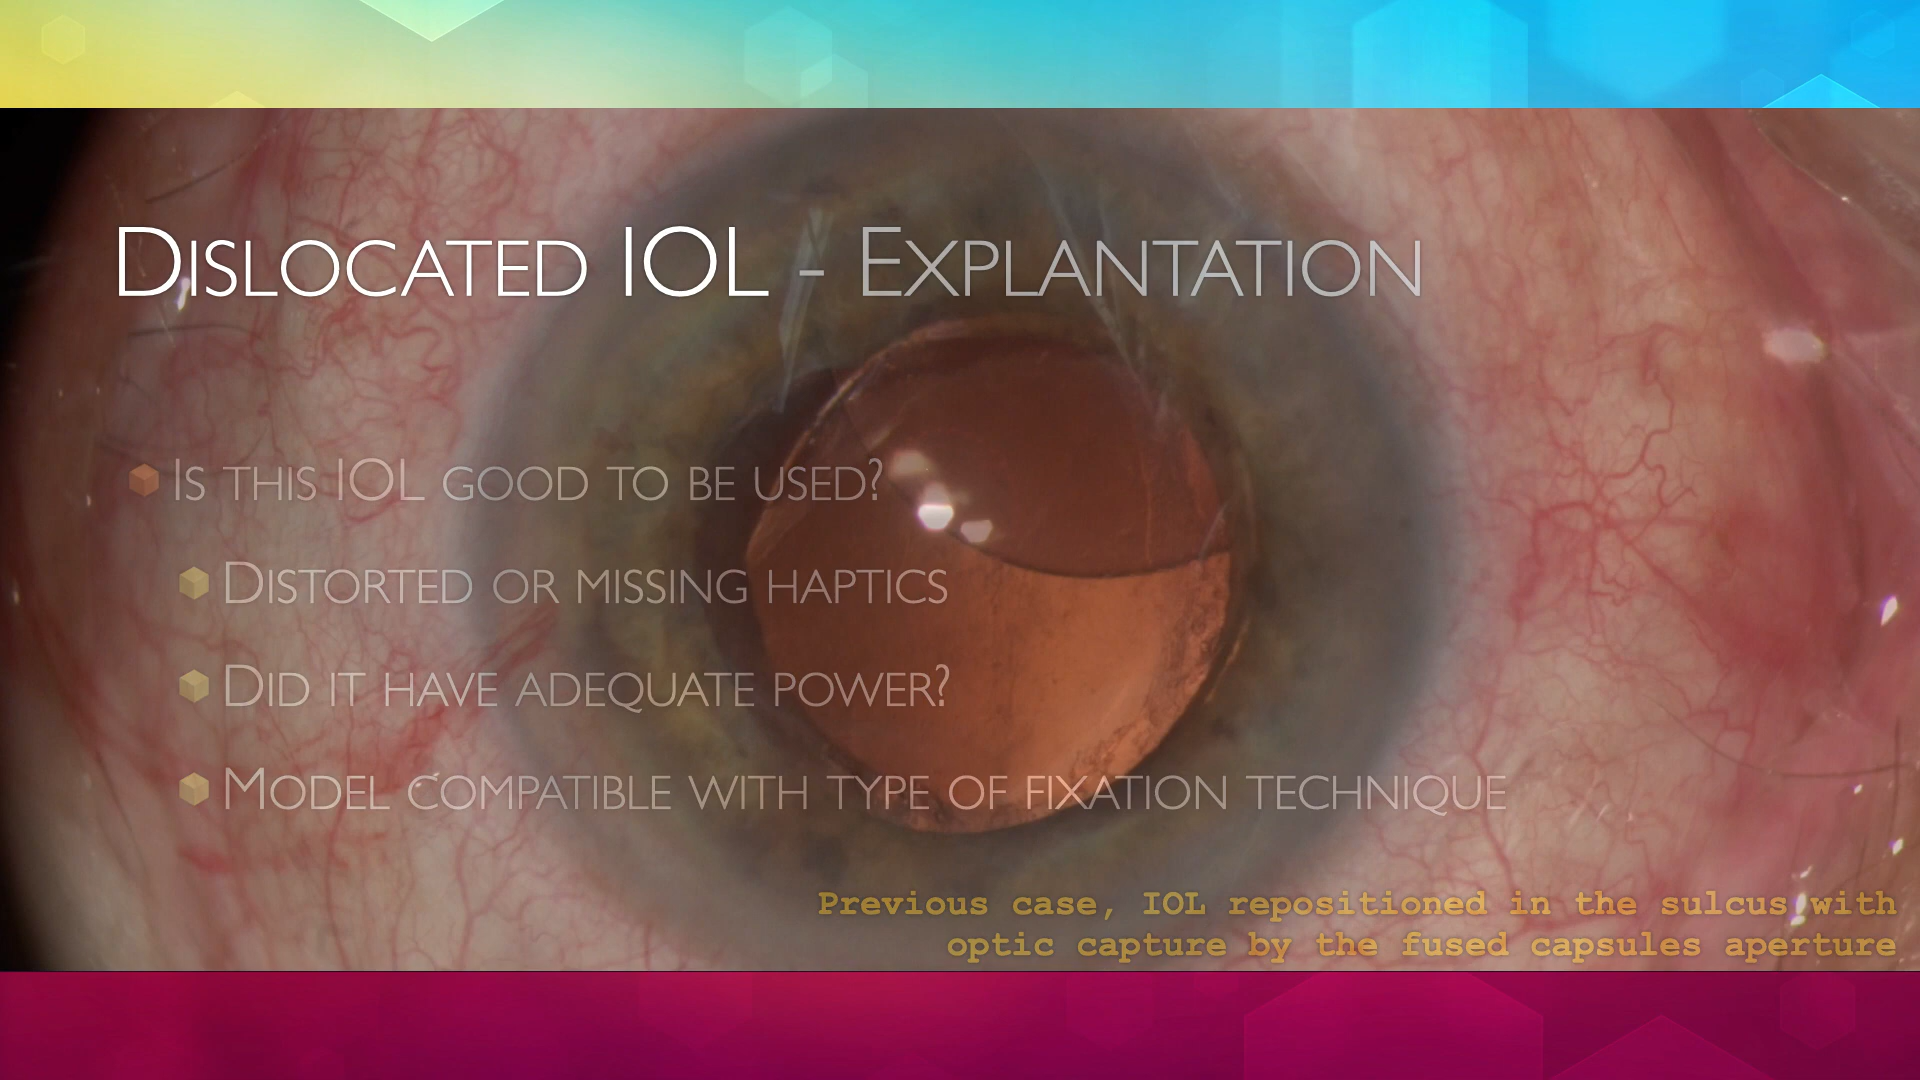 Dislocated IOL - Explantation
Is this IOL good to be used?
Distorted or missing haptics
Did it have adequate power?
Model compatible with type of fixation technique
Previous case, IOL repositioned in the sulcus with
optic capture by the fused capsules aperture